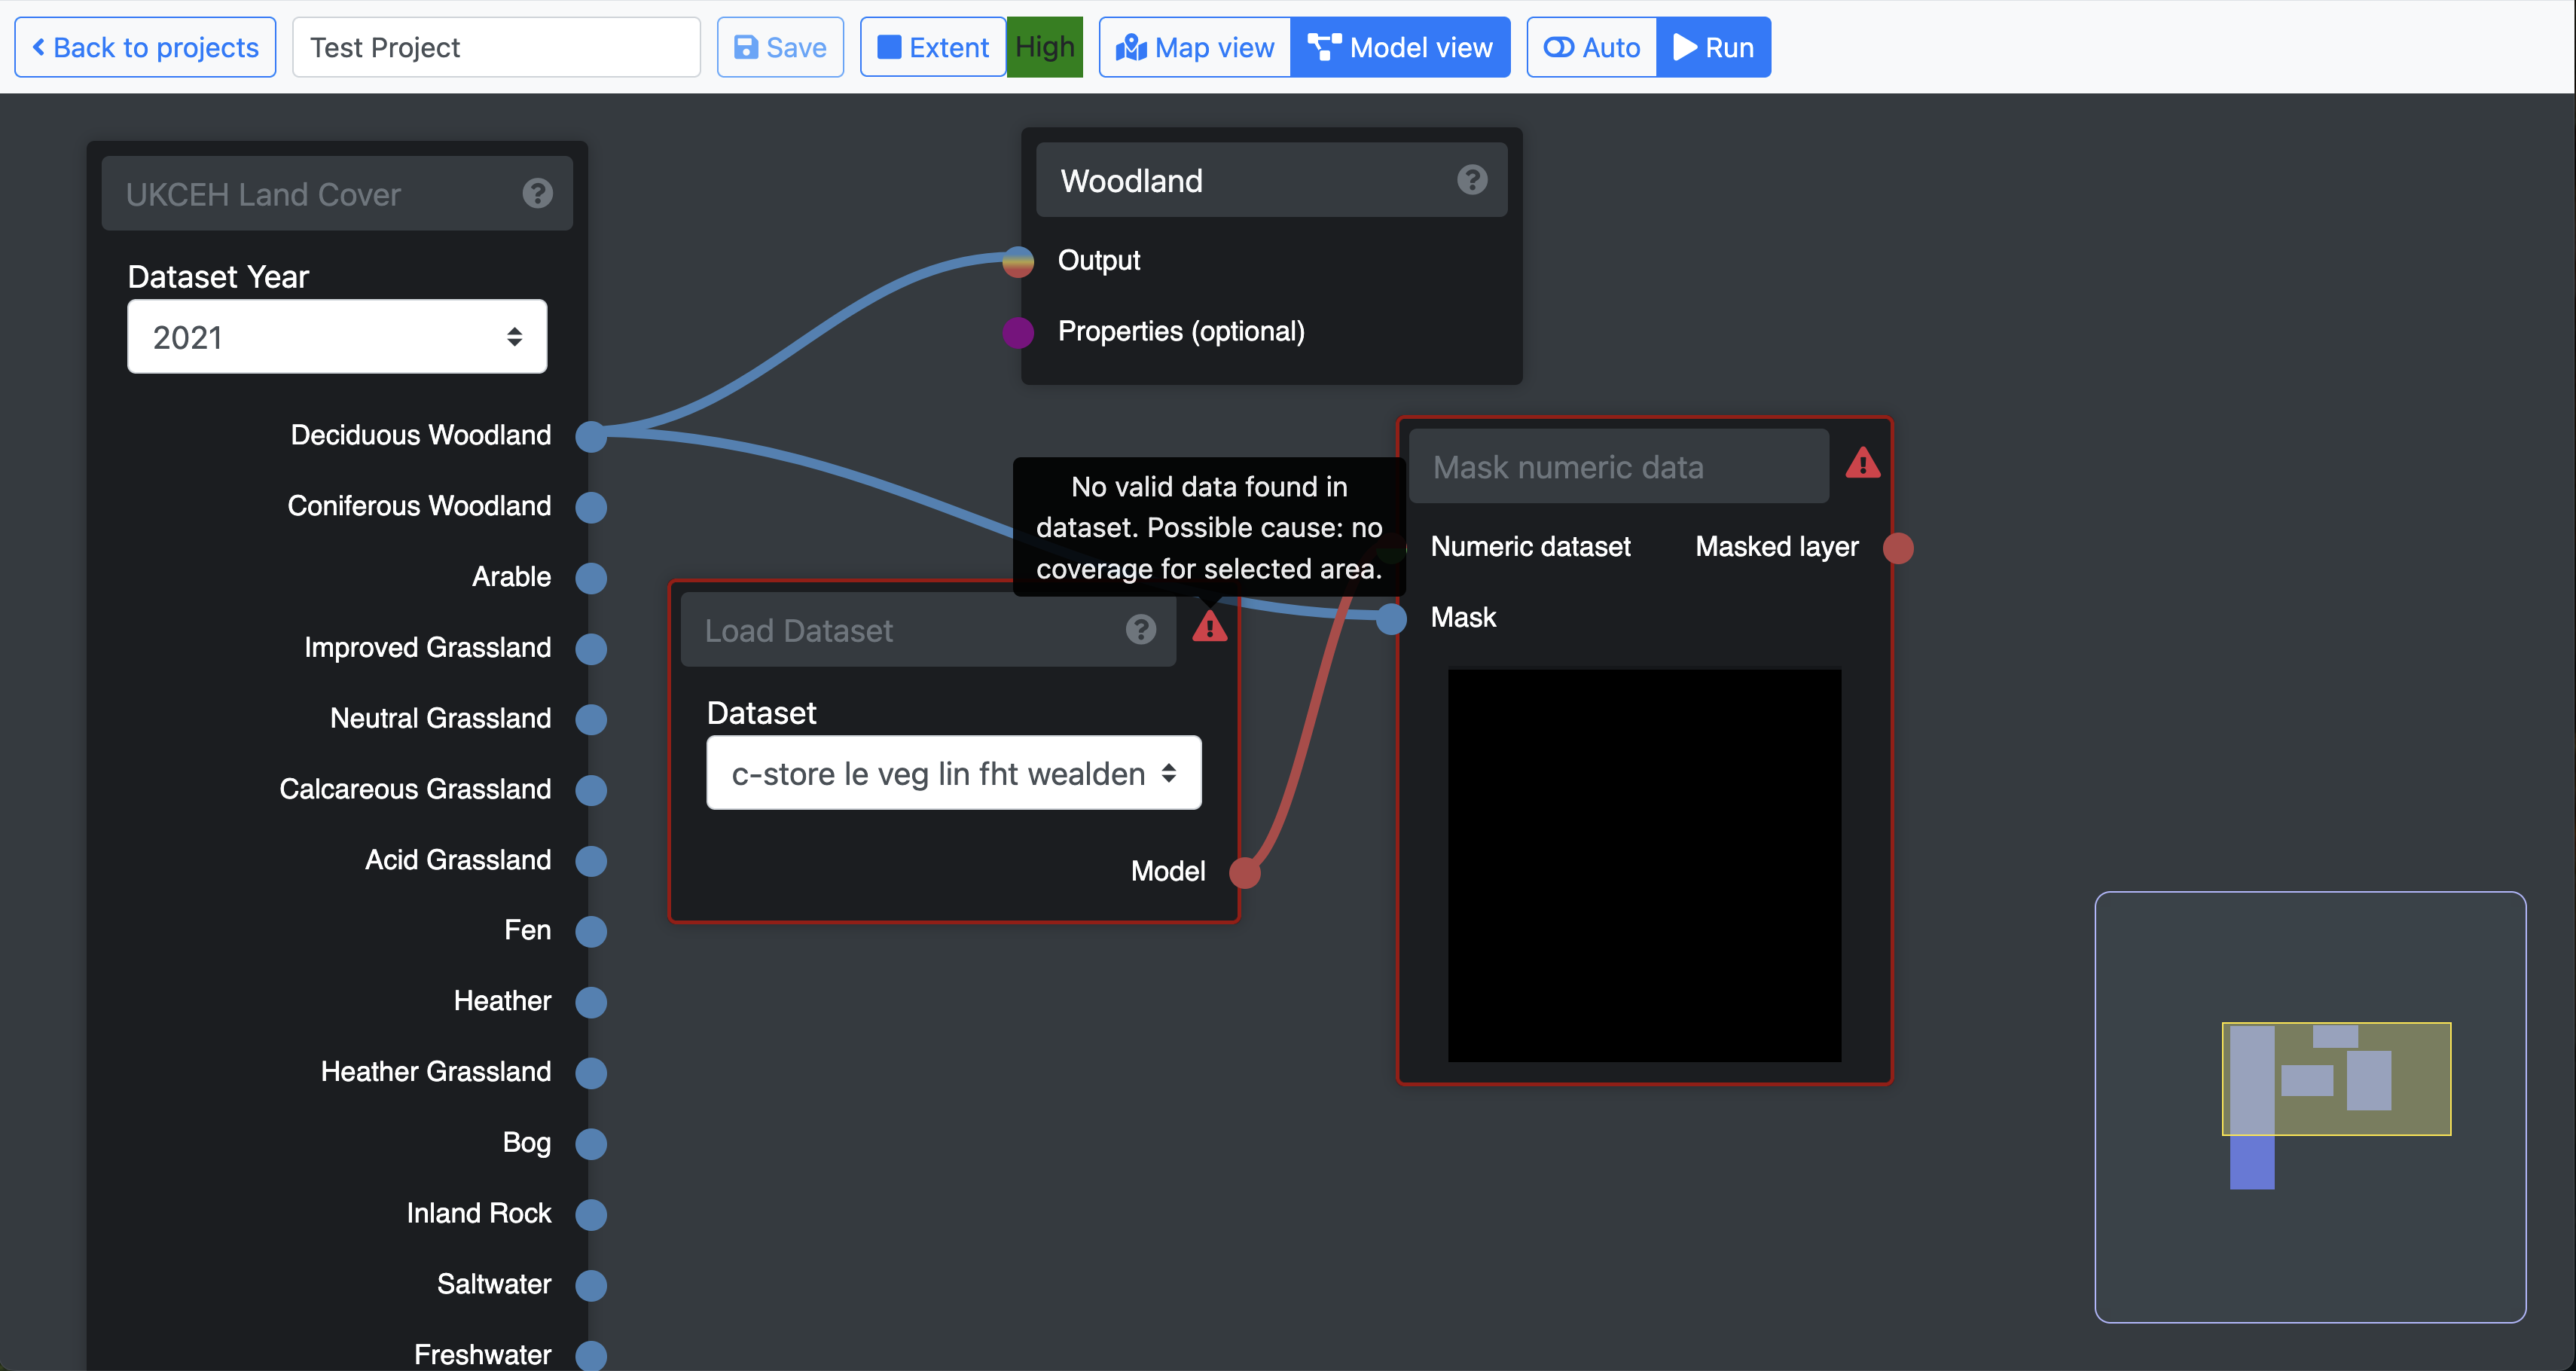 Back to projects
Test Project
Save
Extent
High
Map view
Model view
Auto
Run
UKCEH Land Cover
Dataset Year
2021
Deciduous Woodland
Coniferous Woodland
Arable
Improved Grassland
Neutral Grassland
Calcareous Grassland
Acid Grassland
Fen
Heather
Heather Grassland
Bog
Inland Rock
Saltwater
Freshwater
Woodland
Output
Properties (optional)
No valid data found in
dataset. Possible cause: no
coverage for selected area.
Load Dataset
Dataset
c-store le veg lin fht wealden
Model
Mask numeric data
Numeric dataset
Masked layer
Mask